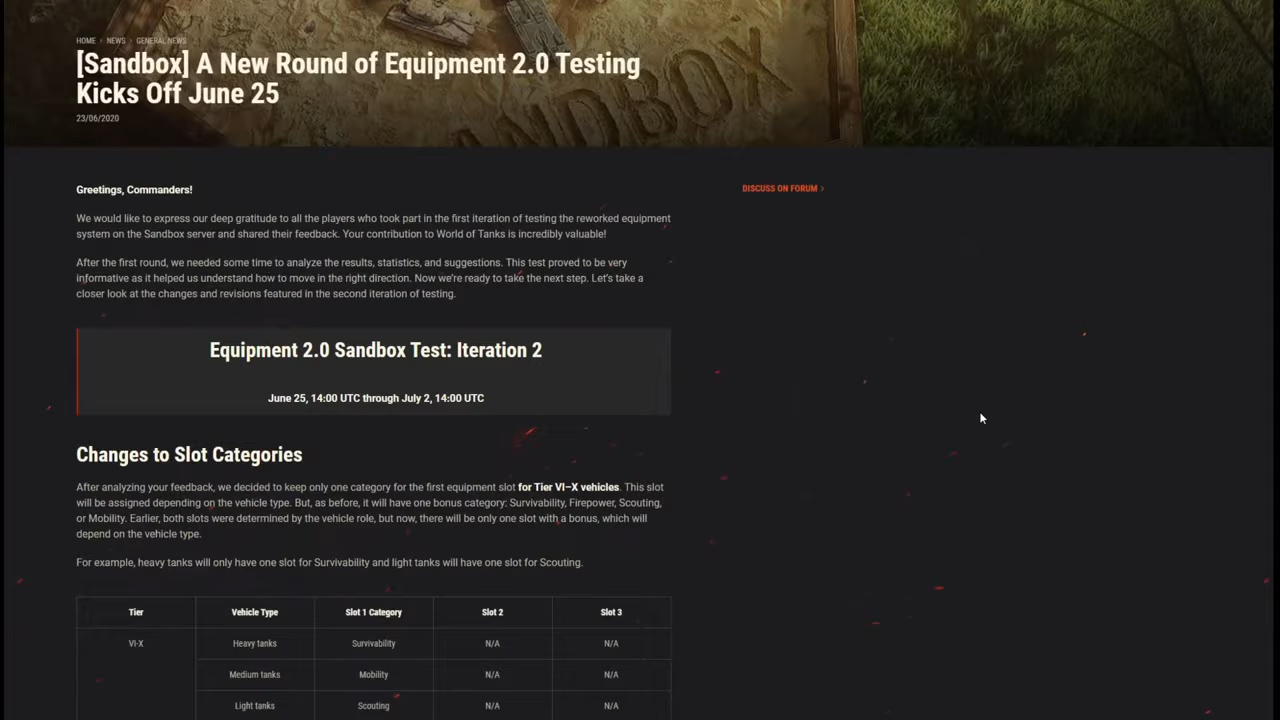 HOME › NEWS › GENERAL NEWS
[Sandbox] A New Round of Equipment 2.0 Testing
Kicks Off June 25
23/06/2020
SANDBOX
Greetings, Commanders!
DISCUSS ON FORUM ›
We would like to express our deep gratitude to all the players who took part in the first iteration of testing the reworked equipment
system on the Sandbox server and shared their feedback. Your contribution to World of Tanks is incredibly valuable!
After the first round, we needed some time to analyze the results, statistics, and suggestions. This test proved to be very
informative as it helped us understand how to move in the right direction. Now we're ready to take the next step. Let's take a
closer look at the changes and revisions featured in the second iteration of testing.
Equipment 2.0 Sandbox Test: Iteration 2
June 25, 14:00 UTC through July 2, 14:00 UTC
Changes to Slot Categories
After analyzing your feedback, we decided to keep only one category for the first equipment slot for Tier VI–X vehicles. This slot
will be assigned depending on the vehicle type. But, as before, it will have one bonus category: Survivability, Firepower, Scouting,
or Mobility. Earlier, both slots were determined by the vehicle role, but now, there will be only one slot with a bonus, which will
depend on the vehicle type.
For example, heavy tanks will only have one slot for Survivability and light tanks will have one slot for Scouting.
Tier Vehicle Type Slot 1 Category Slot 2 Slot 3
VI-X Heavy tanks Survivability N/A N/A
Medium tanks Mobility N/A N/A
Light tanks Scouting N/A N/A